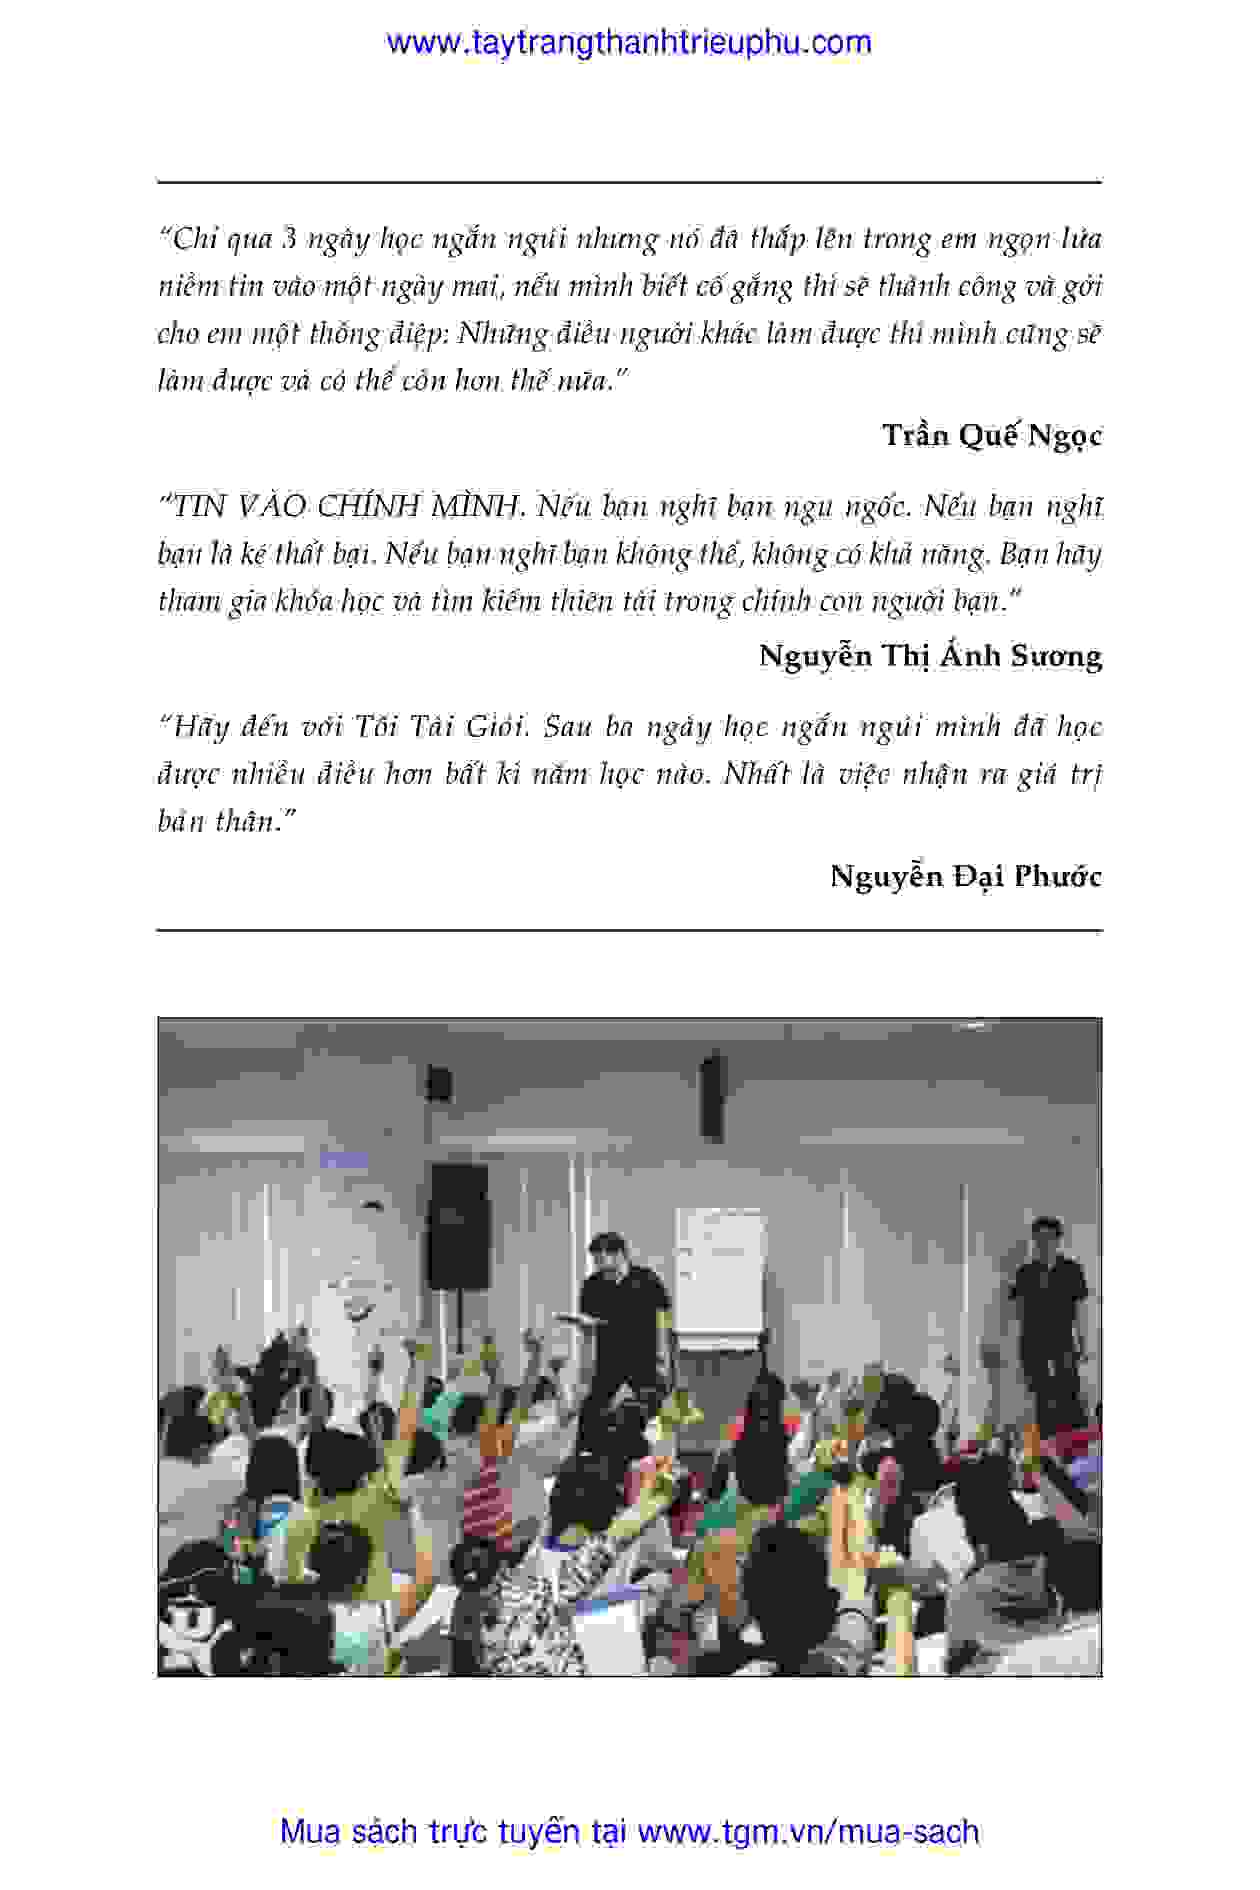 www.taytrangthanhtrieuphu.com
“Chỉ qua 3 ngày học ngắn ngủi nhưng nó đã thắp lên trong em ngọn lửa
niềm tin vào một ngày mai, nếu mình biết cố gắng thì sẽ thành công và gởi
cho em một thông điệp: Những điều người khác làm được thì mình cũng sẽ
làm được và có thể còn hơn thế nữa.”
Trần Quế Ngọc
“TIN VÀO CHÍNH MÌNH. Nếu bạn nghĩ bạn ngu ngốc. Nếu bạn nghĩ
bạn là kẻ thất bại. Nếu bạn nghĩ bạn không thể, không có khả năng. Bạn hãy
tham gia khóa học và tìm kiếm thiên tài trong chính con người bạn.”
Nguyễn Thị Ánh Sương
“Hãy đến với Tôi Tài Giỏi. Sau ba ngày học ngắn ngủi mình đã học
được nhiều điều hơn bất kì năm học nào. Nhất là việc nhận ra giá trị
bản thân.”
Nguyễn Đại Phước
Mua sách trực tuyến tại www.tgm.vn/mua-sach